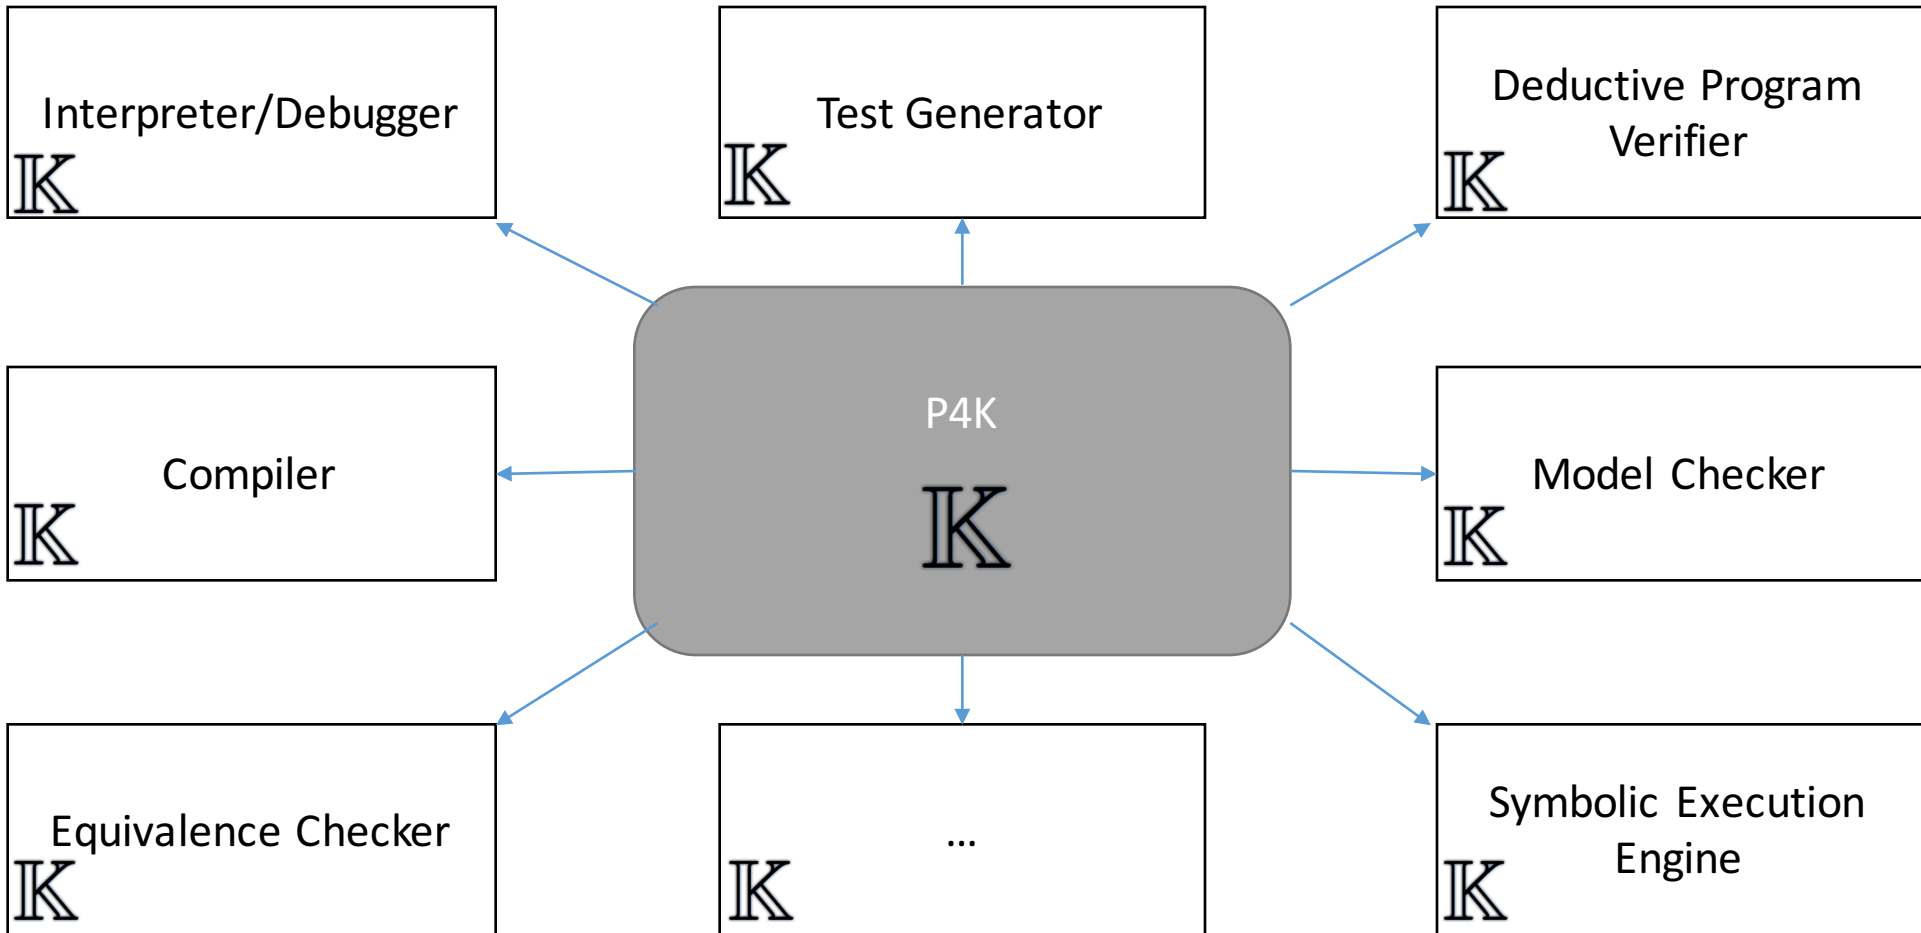 Interpreter/Debugger
𝕂
Test Generator
𝕂
Deductive Program
Verifier
𝕂
Compiler
𝕂
P4K
𝕂
Model Checker
𝕂
Equivalence Checker
𝕂
...
𝕂
Symbolic Execution
Engine
𝕂